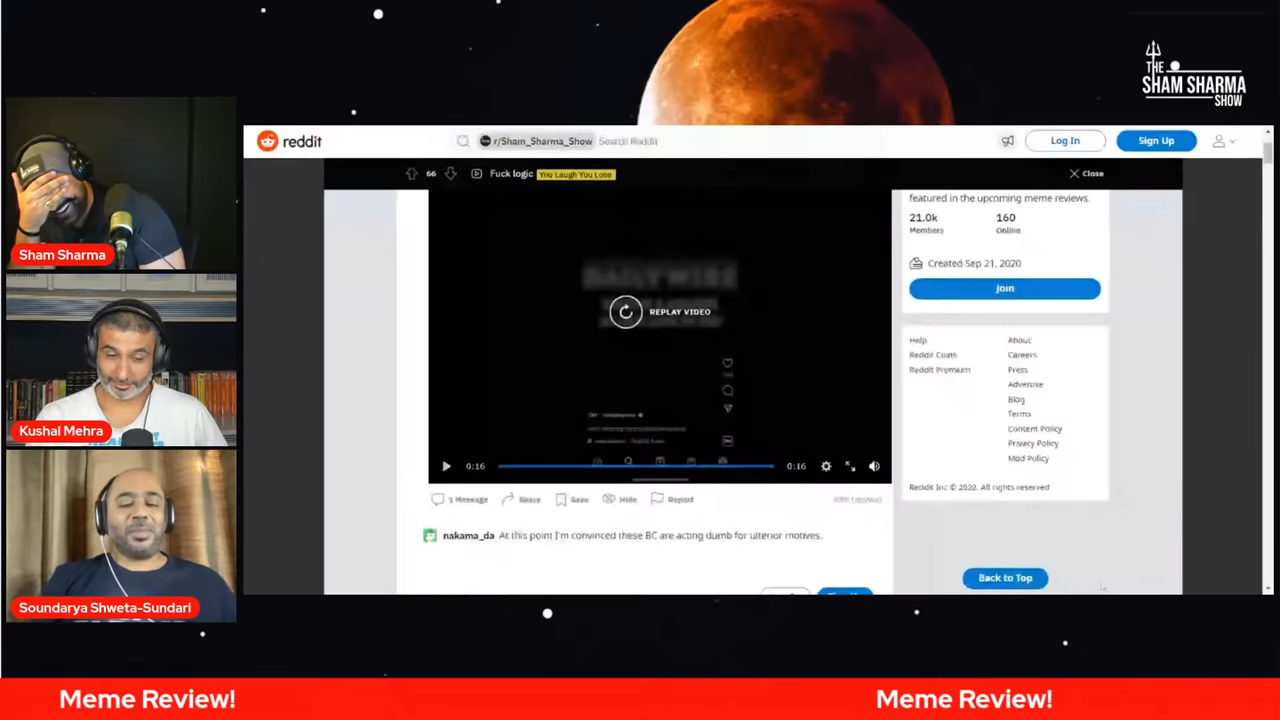 THE
SHAM SHARMA
SHOW
reddit
r/Sham_Sharma_Show Search Reddit
Log In
Sign Up
66
Fuck logic
You Laugh You Lose
Close
Sham Sharma
Kushal Mehra
Soundarya Shweta-Sundari
DAILY WIRE
REPLAY VIDEO
0:16
0:16
1 Message
Share
Save
Hide
Report
nakama_da At this point I'm convinced these BC are acting dumb for ulterior motives.
featured in the upcoming meme reviews.
21.0k
160
Members
Online
Created Sep 21, 2020
Join
Help
About
Reddit Coins
Careers
Reddit Premium
Press
Advertise
Blog
Terms
Content Policy
Privacy Policy
Mod Policy
Reddit Inc © 2022. All rights reserved
Back to Top
Meme Review!
Meme Review!